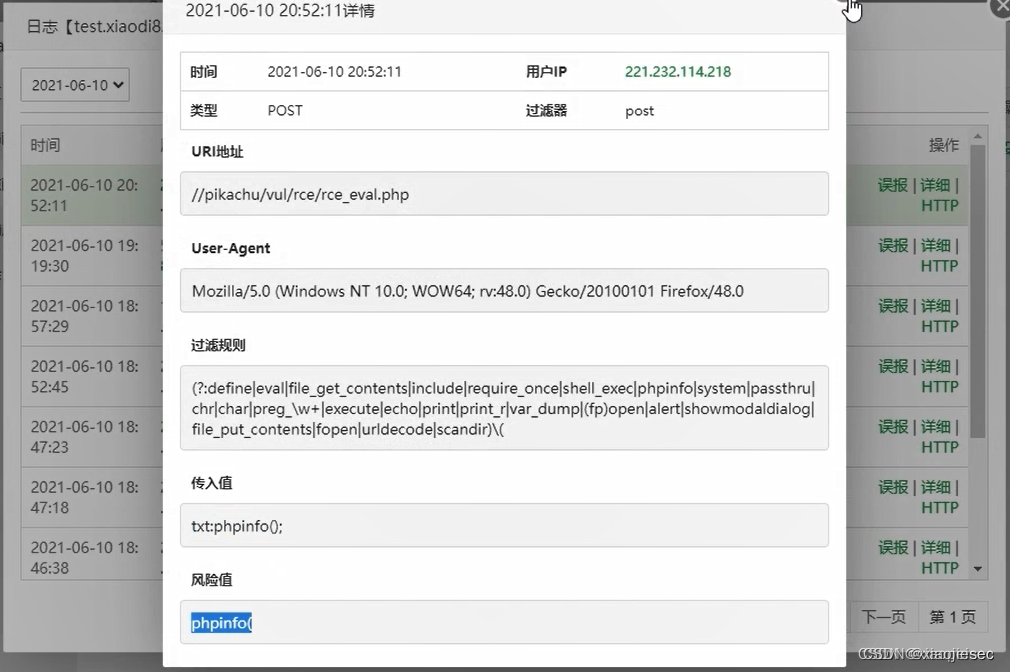 2021-06-10 20:52:11详情
日志【test.xiaodi8.
2021-06-10
时间 2021-06-10 20:52:11 用户IP 221.232.114.218
类型 POST 过滤器 post
URI地址
//pikachu/vul/rce/rce_eval.php
User-Agent
Mozilla/5.0 (Windows NT 10.0; WOW64; rv:48.0) Gecko/20100101 Firefox/48.0
过滤规则
(?:define|eval|file_get_contents|include|require_once|shell_exec|phpinfo|system|passthru|
chr|char|preg_\w+|execute|echo|print|print_r|var_dump|(fp)open|alert|showmodaldialog|
file_put_contents|fopen|urldecode|scandir)\(
传入值
txt:phpinfo();
风险值
phpinfo(
时间
操作
2021-06-10 20:
52:11
误报 | 详细 |
HTTP
2021-06-10 19:
19:30
误报 | 详细 |
HTTP
2021-06-10 18:
57:29
误报 | 详细 |
HTTP
2021-06-10 18:
52:45
误报 | 详细 |
HTTP
2021-06-10 18:
47:23
误报 | 详细 |
HTTP
2021-06-10 18:
47:18
误报 | 详细 |
HTTP
2021-06-10 18:
46:38
误报 | 详细 |
HTTP
下一页 第 1 页
CSDN @xiaojiesec